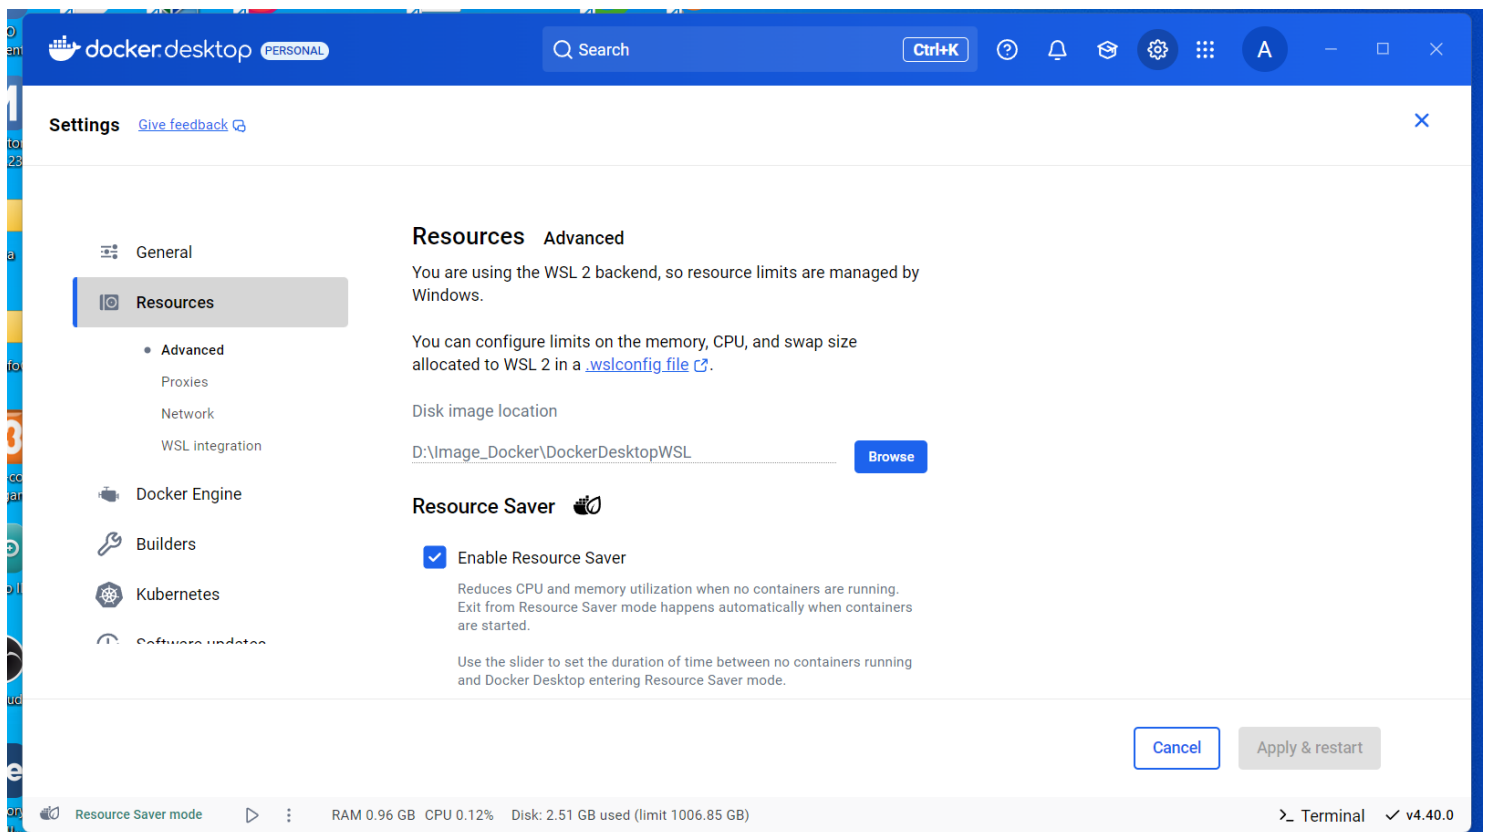 docker desktop PERSONAL
Search
Ctrl+K
A
Settings
Give feedback
General
Resources
Advanced
Proxies
Network
WSL integration
Docker Engine
Builders
Kubernetes
Software updates
Resources Advanced
You are using the WSL 2 backend, so resource limits are managed by
Windows.
You can configure limits on the memory, CPU, and swap size
allocated to WSL 2 in a .wslconfig file.
Disk image location
D:\Image_Docker\DockerDesktopWSL
Browse
Resource Saver
Enable Resource Saver
Reduces CPU and memory utilization when no containers are running.
Exit from Resource Saver mode happens automatically when containers
are started.
Use the slider to set the duration of time between no containers running
and Docker Desktop entering Resource Saver mode.
Cancel
Apply & restart
Resource Saver mode
RAM 0.96 GB CPU 0.12% Disk: 2.51 GB used (limit 1006.85 GB)
Terminal
v4.40.0